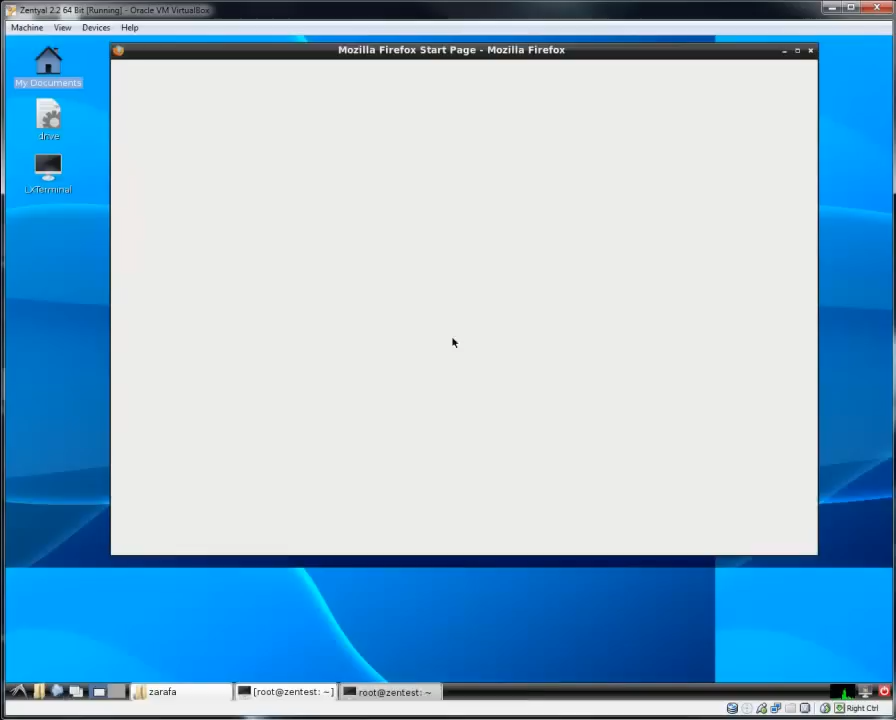 Zentyal 2.2 64 Bit [Running] - Oracle VM VirtualBox
Machine View Devices Help
Mozilla Firefox Start Page - Mozilla Firefox
My Documents
drive
LXTerminal
zarafa
[root@zentest: ~]
root@zentest: ~
Right Ctrl